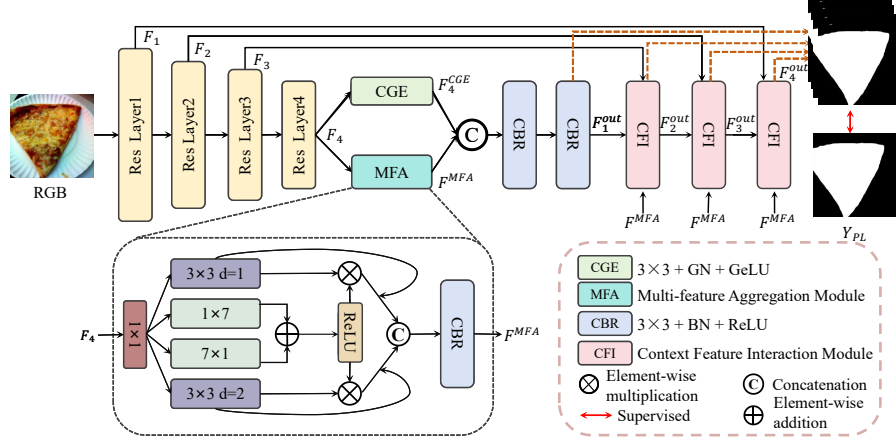 F₁
F₂
F₃
F₄ᵒᵘᵗ
Res Layer1
Res Layer2
Res Layer3
Res Layer4
CGE
F₄ᶜᴳᴱ
F₄
C
CBR
CBR
F₁ᵒᵘᵗ
CFI
F₂ᵒᵘᵗ
CFI
F₃ᵒᵘᵗ
CFI
MFA
Fᴹᶠᴬ
RGB
Fᴹᶠᴬ
Fᴹᶠᴬ
Fᴹᶠᴬ
Y_PL
F₄
1×1
3×3 d=1
1×7
7×1
3×3 d=2
ReLU
C
CBR
Fᴹᶠᴬ
CGE 3×3 + GN + GeLU
MFA Multi-feature Aggregation Module
CBR 3×3 + BN + ReLU
CFI Context Feature Interaction Module
Element-wise
multiplication
C Concatenation
Supervised
Element-wise
addition